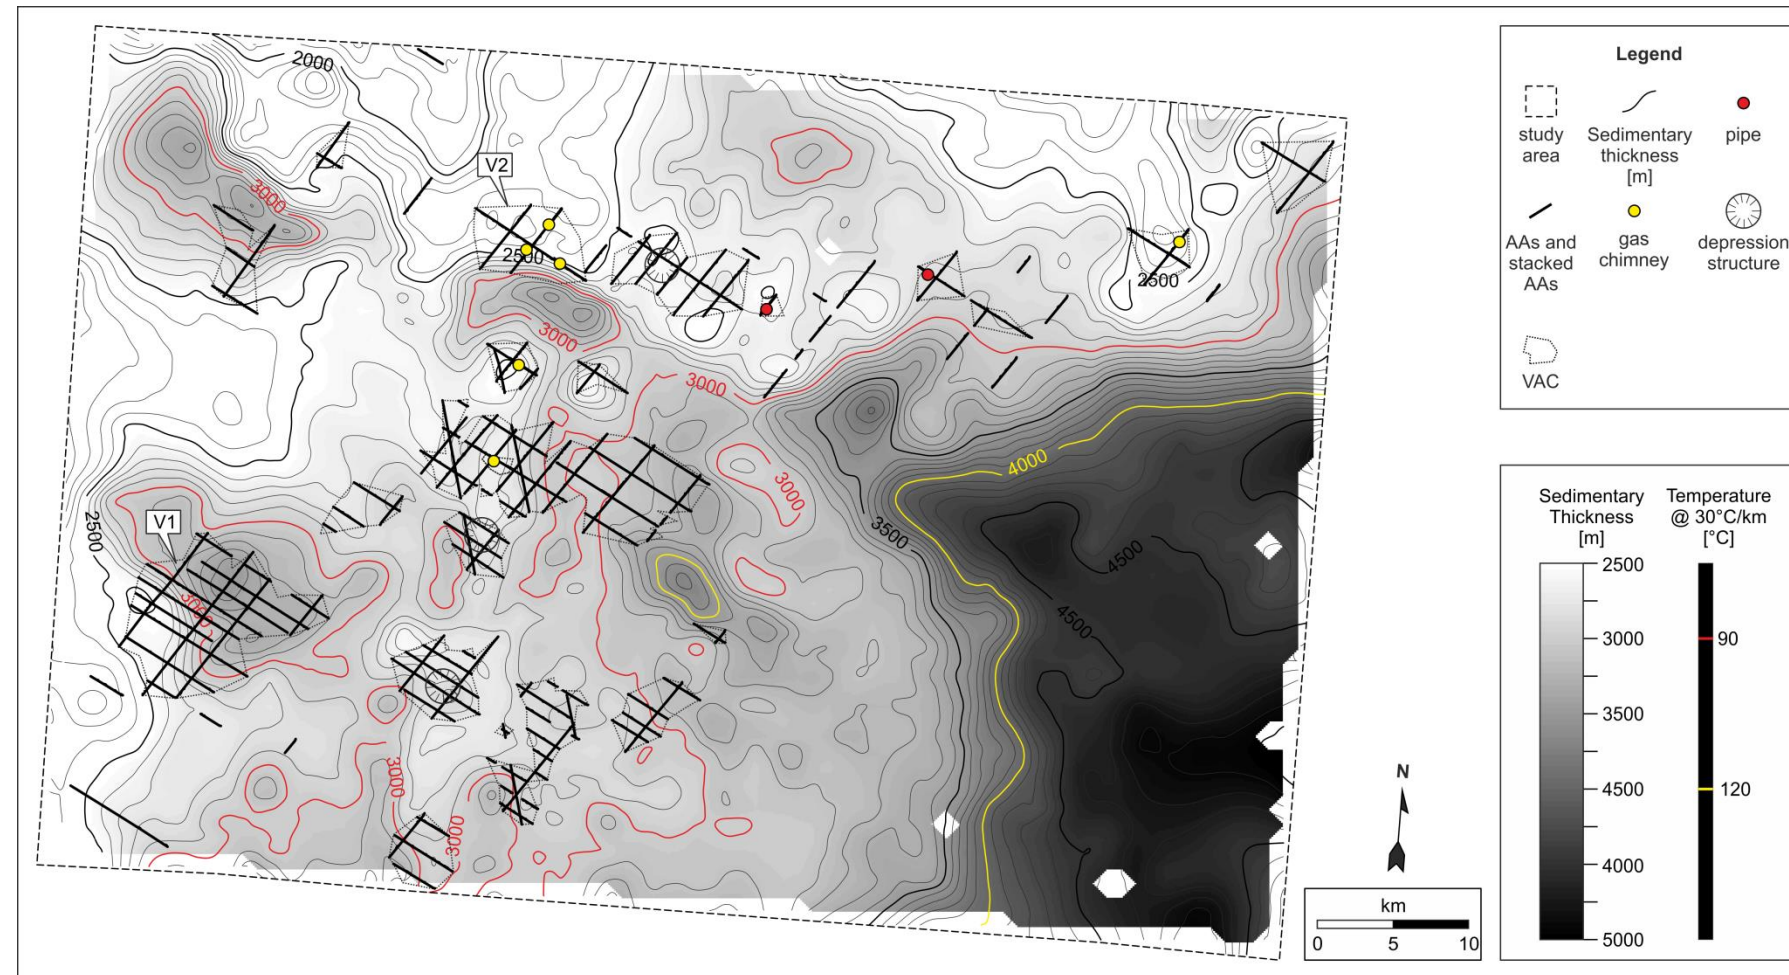 2000
V2
3000
2500
2500
3000
3000
4000
3000
3500
2500
V1
3000
4500
4500
3000
3000
N
km
0 5 10
Legend
study
area
Sedimentary
thickness
[m]
pipe
AAs and
stacked
AAs
gas
chimney
depression
structure
VAC
Sedimentary
Thickness
[m]
Temperature
@ 30°C/km
[°C]
2500
3000
3500
4500
4000
5000
90
120